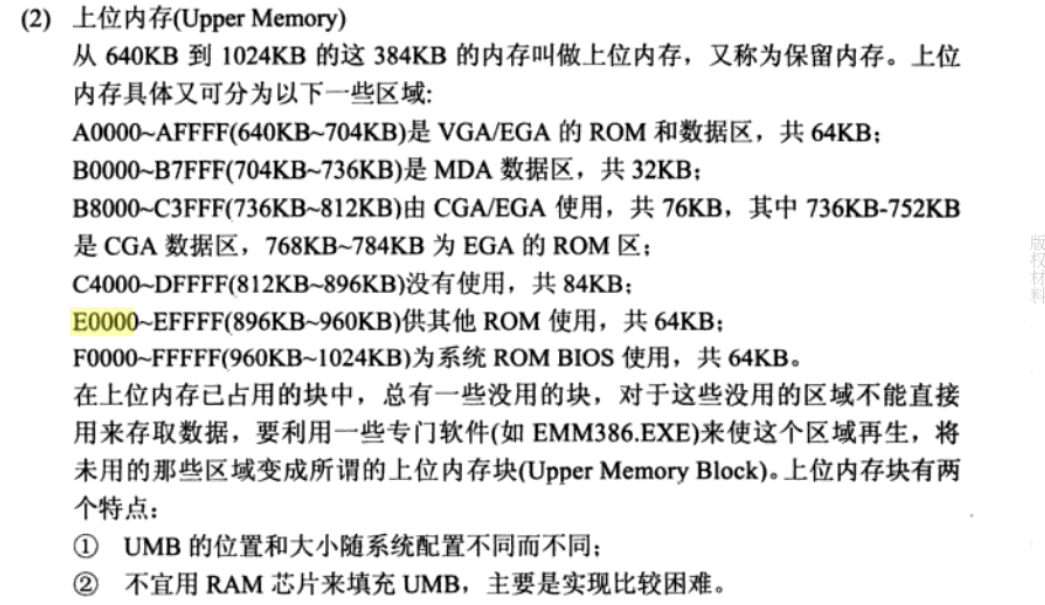 (2) 上位内存(Upper Memory)
从 640KB 到 1024KB 的这 384KB 的内存叫做上位内存，又称为保留内存。上位
内存具体又可分为以下一些区域:
A0000~AFFFF(640KB~704KB)是 VGA/EGA 的 ROM 和数据区，共 64KB；
B0000~B7FFF(704KB~736KB)是 MDA 数据区，共 32KB；
B8000~C3FFF(736KB~812KB)由 CGA/EGA 使用，共 76KB，其中 736KB-752KB
是 CGA 数据区，768KB~784KB 为 EGA 的 ROM 区；
C4000~DFFFF(812KB~896KB)没有使用，共 84KB；
E0000~EFFFF(896KB~960KB)供其他 ROM 使用，共 64KB；
F0000~FFFFF(960KB~1024KB)为系统 ROM BIOS 使用，共 64KB。
在上位内存已占用的块中，总有一些没用的块，对于这些没用的区域不能直接
用来存取数据，要利用一些专门软件(如 EMM386.EXE)来使这个区域再生，将
未用的那些区域变成所谓的上位内存块(Upper Memory Block)。上位内存块有两
个特点：
① UMB 的位置和大小随系统配置不同而不同；
② 不宜用 RAM 芯片来填充 UMB，主要是实现比较困难。
版权材料